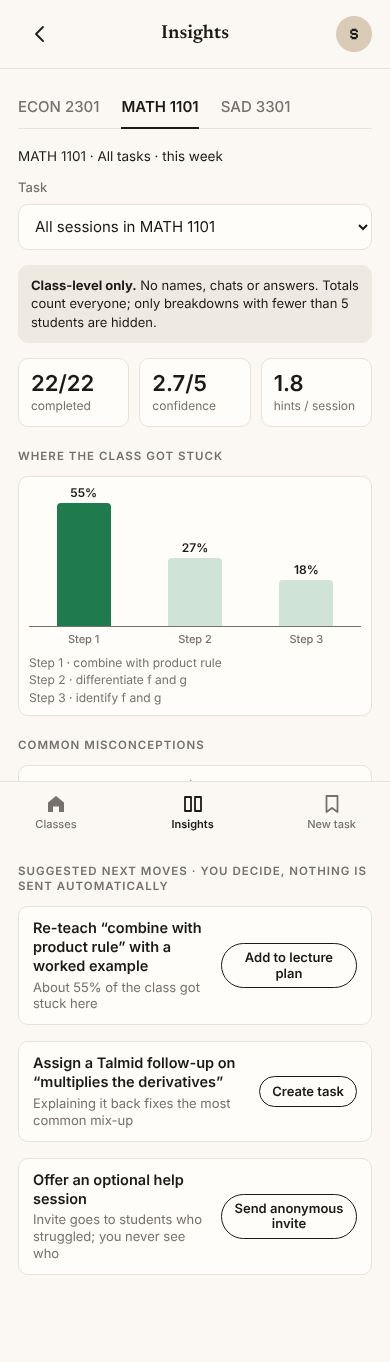 Insights
S
ECON 2301 MATH 1101 SAD 3301
MATH 1101 · All tasks · this week
Task
All sessions in MATH 1101
Class-level only. No names, chats or answers. Totals
count everyone; only breakdowns with fewer than 5
students are hidden.
22/22 2.7/5 1.8
completed confidence hints / session
WHERE THE CLASS GOT STUCK
55%
27%
18%
Step 1 Step 2 Step 3
Step 1 · combine with product rule
Step 2 · differentiate f and g
Step 3 · identify f and g
COMMON MISCONCEPTIONS
Classes Insights New task
SUGGESTED NEXT MOVES · YOU DECIDE, NOTHING IS
SENT AUTOMATICALLY
Re-teach “combine with
product rule” with a
worked example
About 55% of the class got
stuck here
Add to lecture
plan
Assign a Talmid follow-up on
“multiplies the derivatives”
Explaining it back fixes the most
common mix-up
Create task
Offer an optional help
session
Invite goes to students who
struggled; you never see
who
Send anonymous
invite